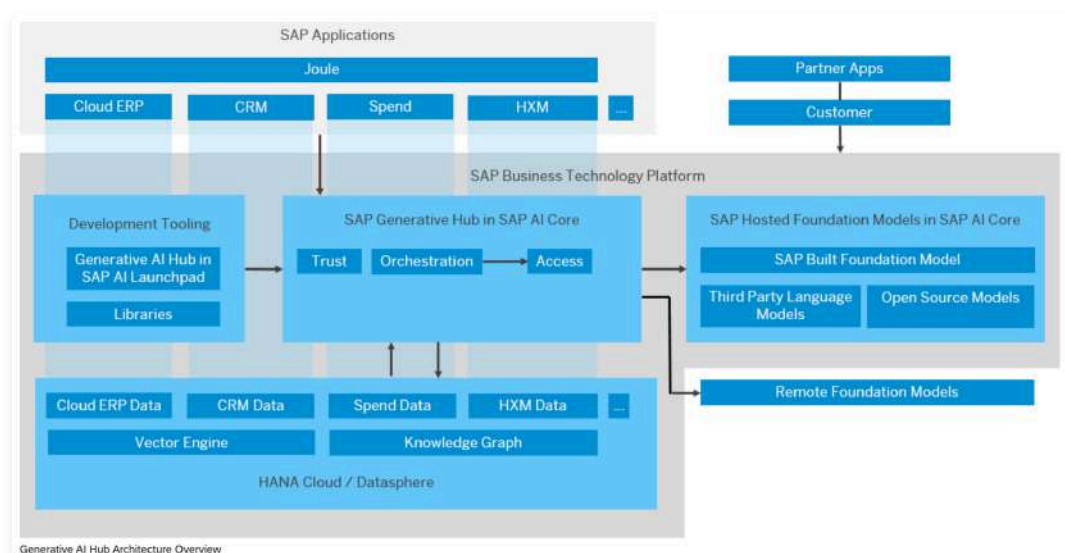 SAP Applications
Joule
Cloud ERP
CRM
Spend
HXM
...
Partner Apps
Customer
SAP Business Technology Platform
Development Tooling
Generative AI Hub in
SAP AI Launchpad
Libraries
SAP Generative Hub in SAP AI Core
Trust
Orchestration
Access
SAP Hosted Foundation Models in SAP AI Core
SAP Built Foundation Model
Third Party Language
Models
Open Source Models
Cloud ERP Data
CRM Data
Spend Data
HXM Data
...
Vector Engine
Knowledge Graph
HANA Cloud / Datasphere
Remote Foundation Models
Generative AI Hub Architecture Overview